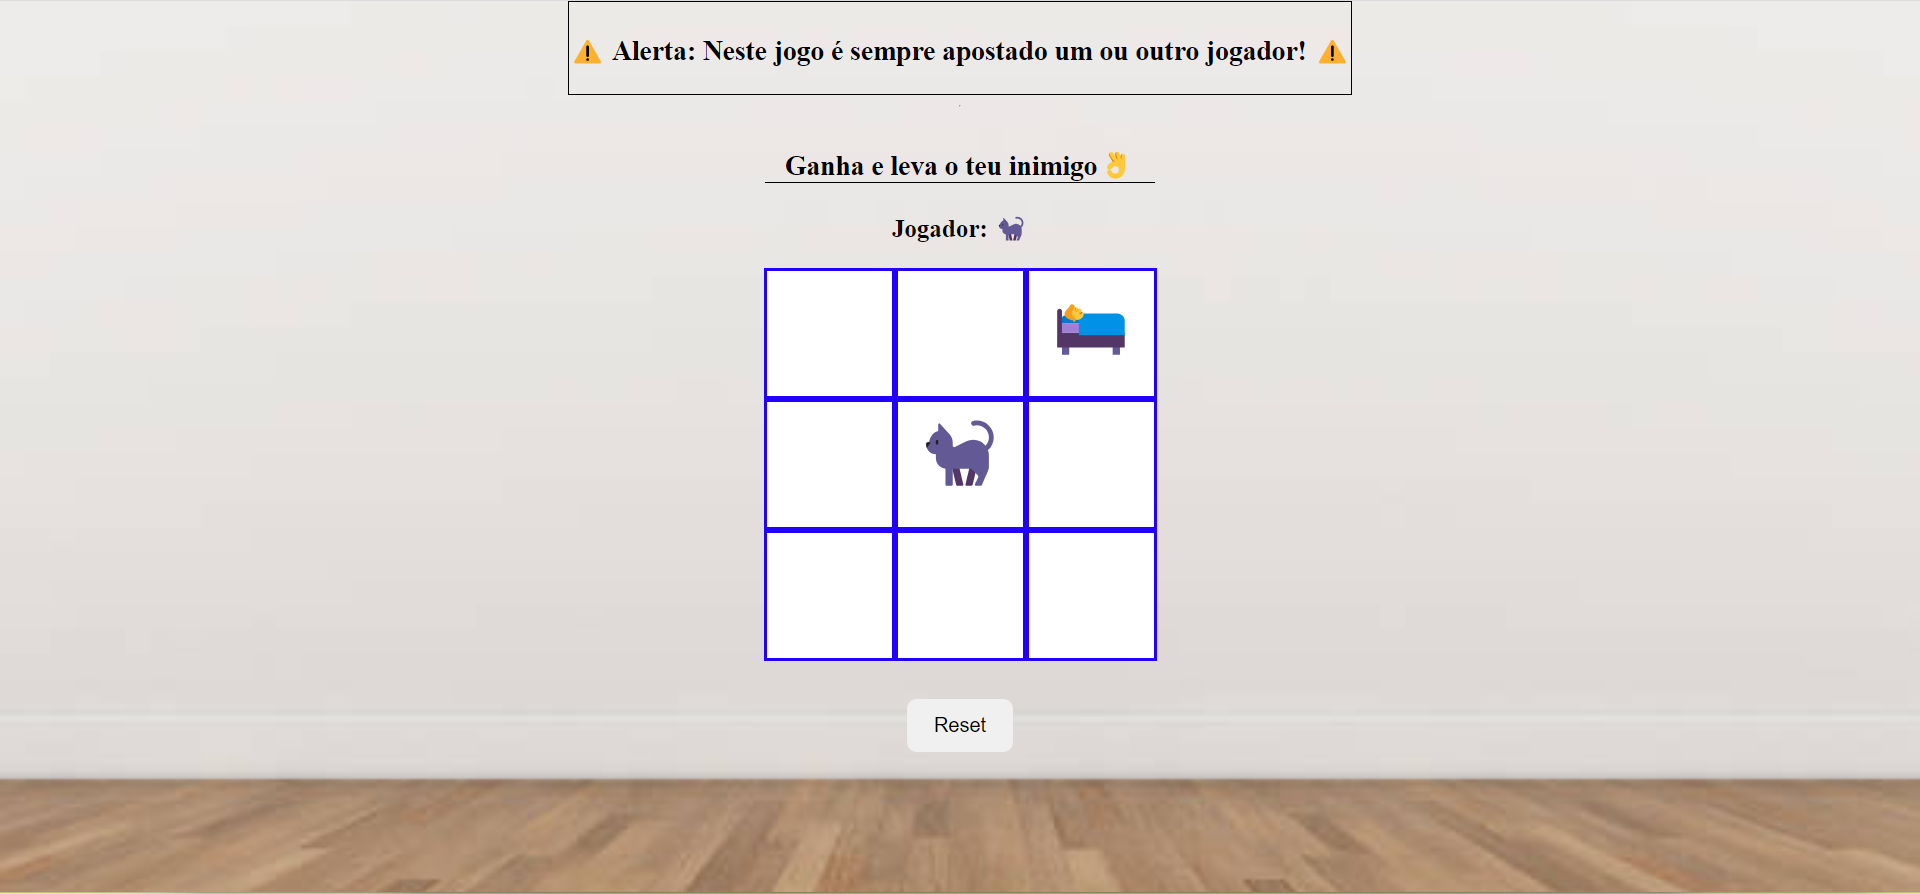 ⚠️ Alerta: Neste jogo é sempre apostado um ou outro jogador! ⚠️
.
Ganha e leva o teu inimigo👌
Jogador: 🐈‍⬛
Reset